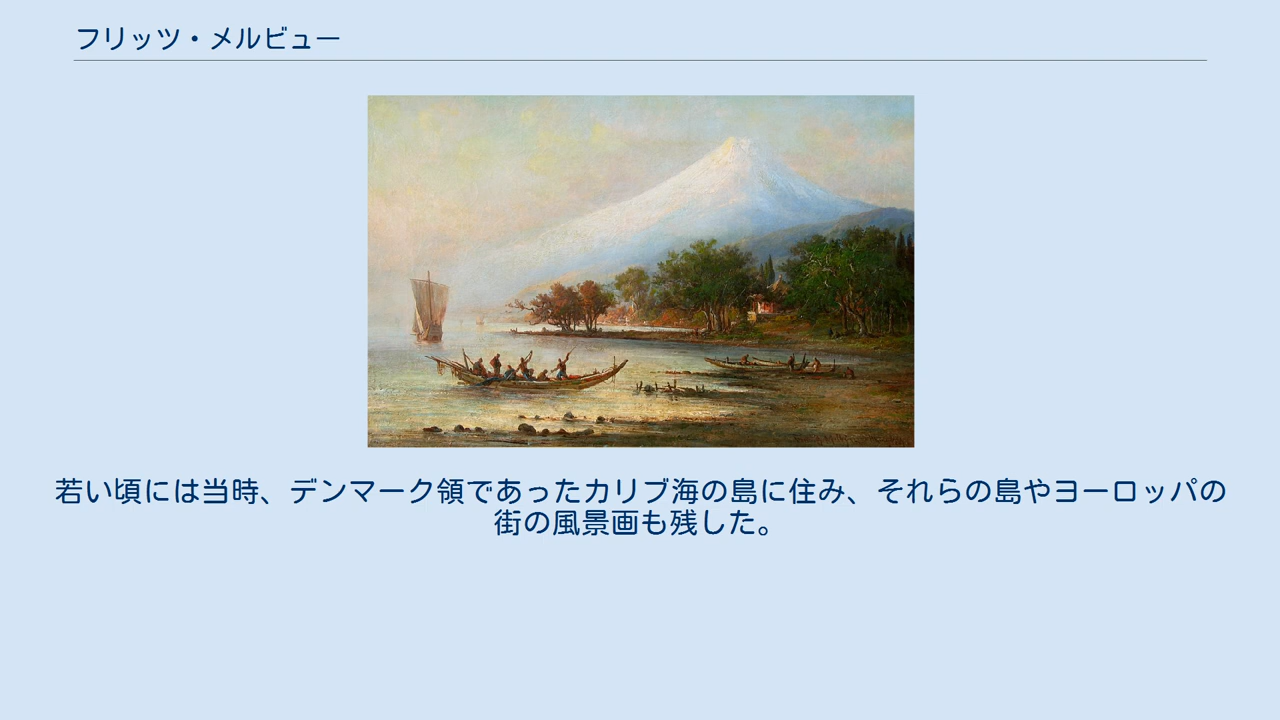 フリッツ・メルビュー
若い頃には当時、デンマーク領であったカリブ海の島に住み、それらの島やヨーロッパの
街の風景画も残した。